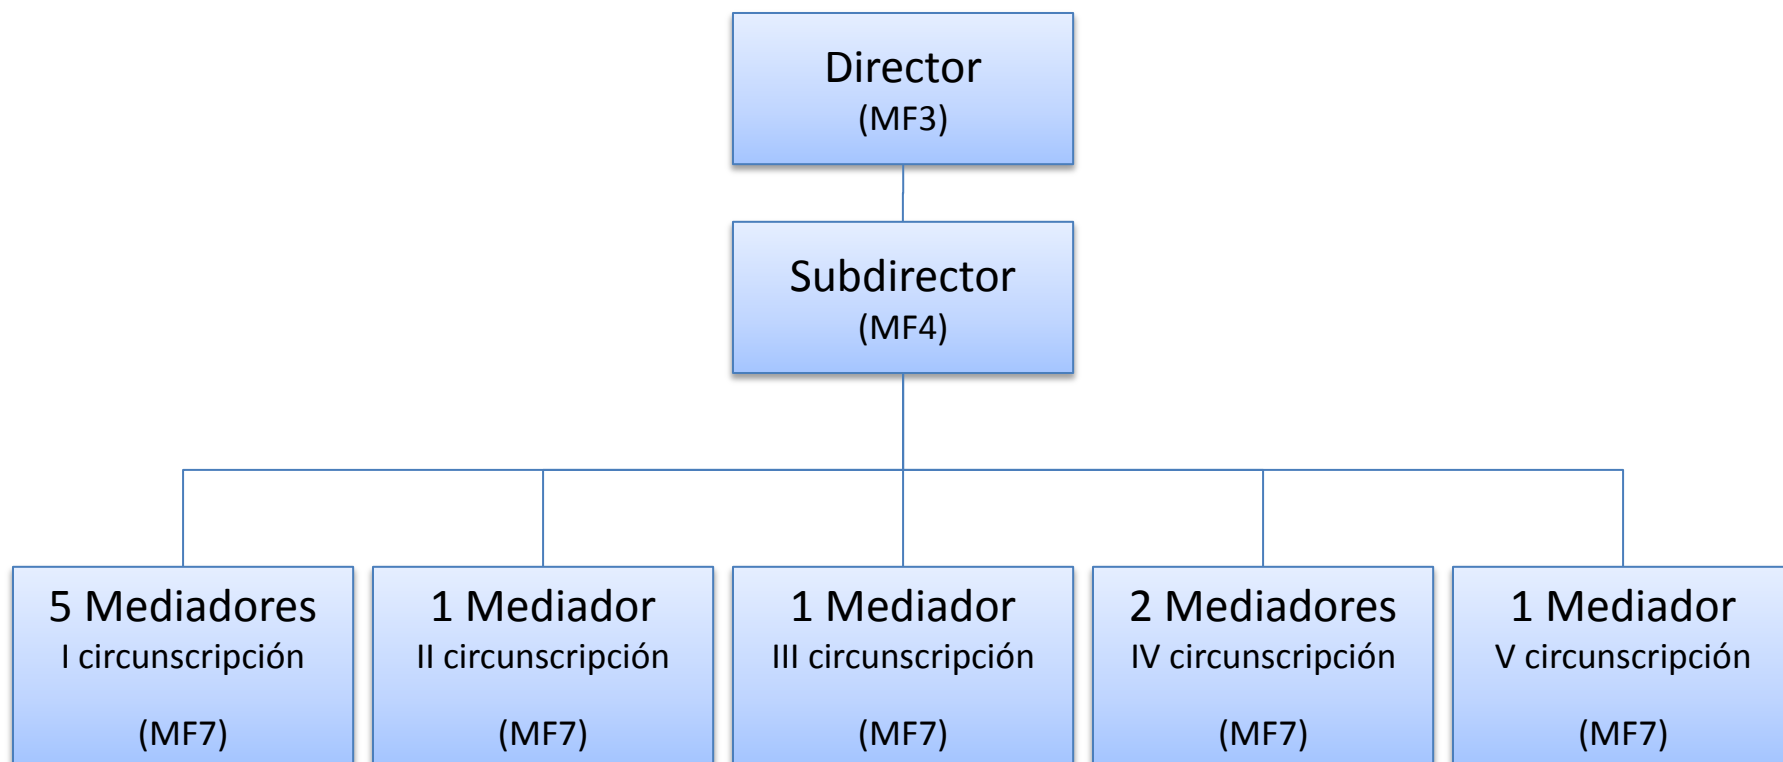 Director
(MF3)
Subdirector
(MF4)
5 Mediadores
I circunscripción
(MF7)
1 Mediador
II circunscripción
(MF7)
1 Mediador
III circunscripción
(MF7)
2 Mediadores
IV circunscripción
(MF7)
1 Mediador
V circunscripción
(MF7)